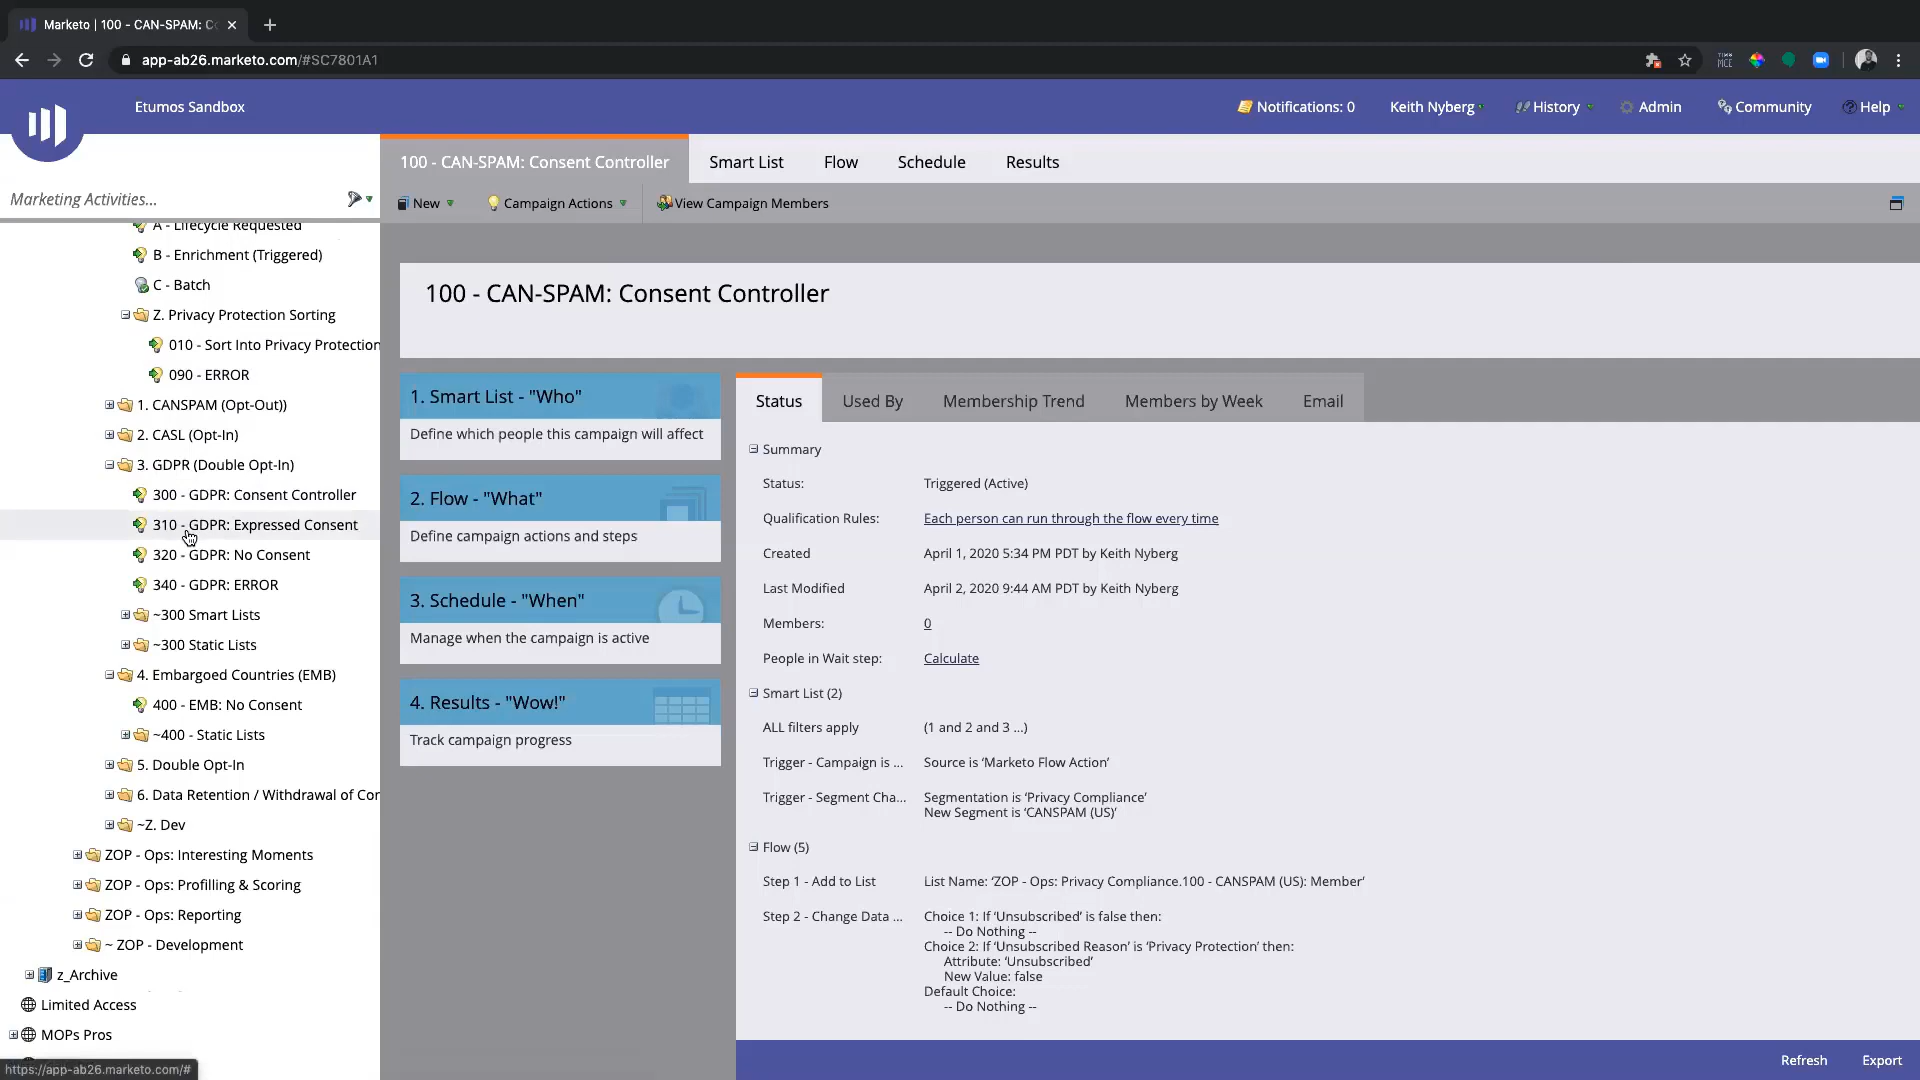 Marketo | 100 - CAN-SPAM: C
app-ab26.marketo.com/#SC7801A1
Etumos Sandbox
Notifications: 0
Keith Nyberg
History
Admin
Community
Help
100 - CAN-SPAM: Consent Controller
Smart List
Flow
Schedule
Results
Marketing Activities...
New
Campaign Actions
View Campaign Members
A - Lifecycle Requested
B - Enrichment (Triggered)
C - Batch
Z. Privacy Protection Sorting
010 - Sort Into Privacy Protection
090 - ERROR
1. CANSPAM (Opt-Out))
2. CASL (Opt-In)
3. GDPR (Double Opt-In)
300 - GDPR: Consent Controller
310 - GDPR: Expressed Consent
320 - GDPR: No Consent
340 - GDPR: ERROR
~300 Smart Lists
~300 Static Lists
4. Embargoed Countries (EMB)
400 - EMB: No Consent
~400 - Static Lists
5. Double Opt-In
6. Data Retention / Withdrawal of Cor
~Z. Dev
ZOP - Ops: Interesting Moments
ZOP - Ops: Profilling & Scoring
ZOP - Ops: Reporting
~ ZOP - Development
z_Archive
Limited Access
MOPs Pros
https://app-ab26.marketo.com/#
100 - CAN-SPAM: Consent Controller
1. Smart List - "Who"
Define which people this campaign will affect
2. Flow - "What"
Define campaign actions and steps
3. Schedule - "When"
Manage when the campaign is active
4. Results - "Wow!"
Track campaign progress
Status
Used By
Membership Trend
Members by Week
Email
Summary
Status: Triggered (Active)
Qualification Rules: Each person can run through the flow every time
Created April 1, 2020 5:34 PM PDT by Keith Nyberg
Last Modified April 2, 2020 9:44 AM PDT by Keith Nyberg
Members: 0
People in Wait step: Calculate
Smart List (2)
ALL filters apply (1 and 2 and 3 ...)
Trigger - Campaign is ... Source is ‘Marketo Flow Action’
Trigger - Segment Cha... Segmentation is ‘Privacy Compliance’
New Segment is ‘CANSPAM (US)’
Flow (5)
Step 1 - Add to List List Name: ‘ZOP - Ops: Privacy Compliance.100 - CANSPAM (US): Member’
Step 2 - Change Data ... Choice 1: If ‘Unsubscribed’ is false then:
-- Do Nothing --
Choice 2: If ‘Unsubscribed Reason’ is ‘Privacy Protection’ then:
Attribute: ‘Unsubscribed’
New Value: false
Default Choice:
-- Do Nothing --
Refresh
Export